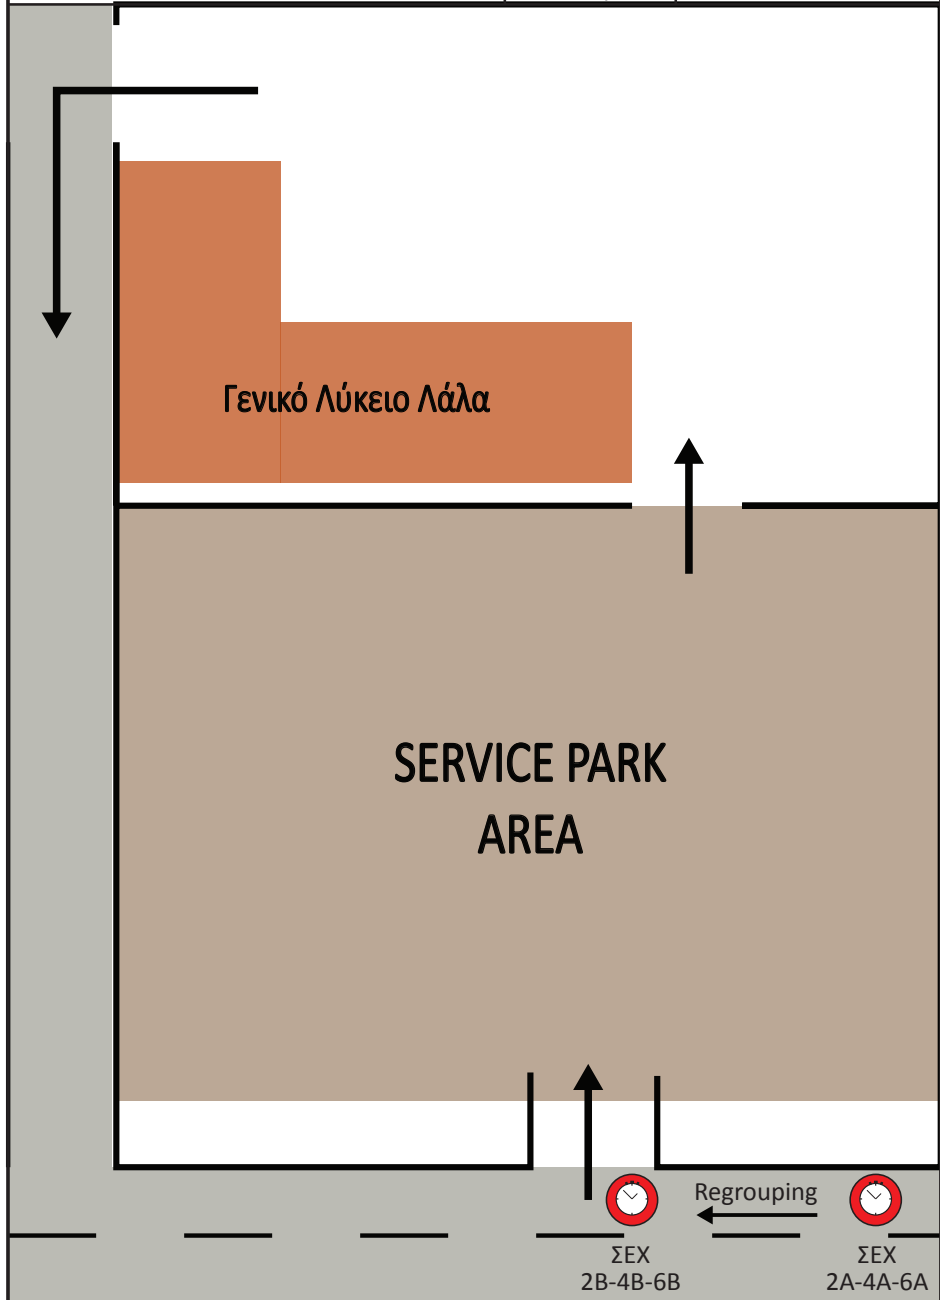 Γενικό Λύκειο Λάλα
SERVICE PARK
AREA
Regrouping
ΣΕΧ
2B-4B-6B
ΣΕΧ
2A-4A-6A